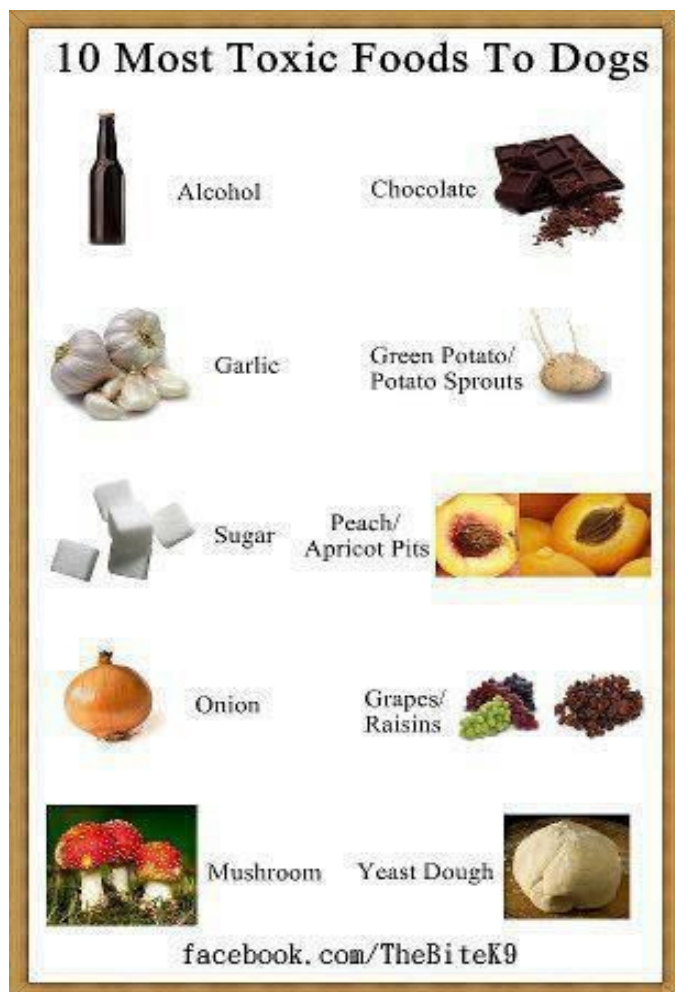 10 Most Toxic Foods To Dogs
Alcohol
Chocolate
Garlic
Green Potato/
Potato Sprouts
Sugar
Peach/
Apricot Pits
Onion
Grapes/
Raisins
Mushroom
Yeast Dough
facebook.com/TheBiteK9